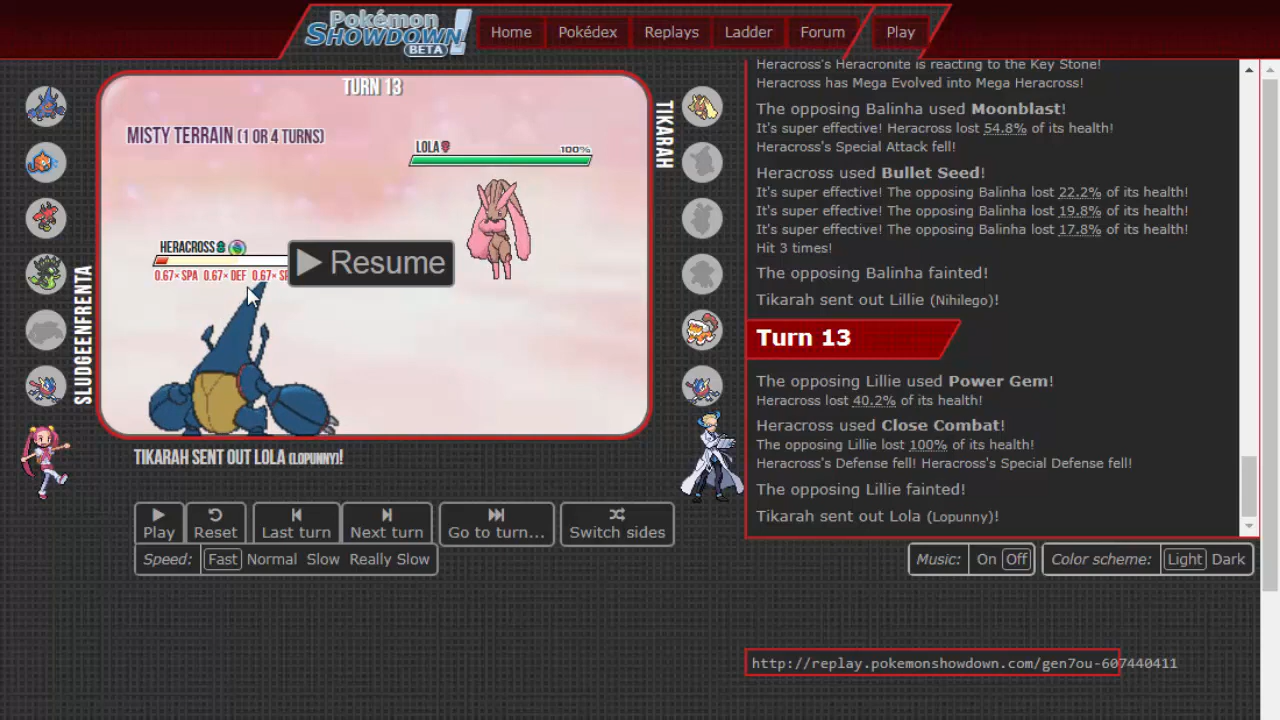 Pokémon
SHOWDOWN!
BETA
Home
Pokédex
Replays
Ladder
Forum
Play
TURN 13
MISTY TERRAIN (1 OR 4 TURNS)
LOLA
100%
HERACROSS
0.67× SPA 0.67× DEF 0.67× SP
Resume
SLUDGEENFRENTA
TIKARAH
TIKARAH SENT OUT LOLA (LOPUNNY)!
Play
Reset
Last turn
Next turn
Go to turn...
Switch sides
Speed: Fast Normal Slow Really Slow
Heracross's Heracronite is reacting to the Key Stone!
Heracross has Mega Evolved into Mega Heracross!
The opposing Balinha used Moonblast!
It's super effective! Heracross lost 54.8% of its health!
Heracross's Special Attack fell!
Heracross used Bullet Seed!
It's super effective! The opposing Balinha lost 22.2% of its health!
It's super effective! The opposing Balinha lost 19.8% of its health!
It's super effective! The opposing Balinha lost 17.8% of its health!
Hit 3 times!
The opposing Balinha fainted!
Tikarah sent out Lillie (Nihilego)!
Turn 13
The opposing Lillie used Power Gem!
Heracross lost 40.2% of its health!
Heracross used Close Combat!
The opposing Lillie lost 100% of its health!
Heracross's Defense fell! Heracross's Special Defense fell!
The opposing Lillie fainted!
Tikarah sent out Lola (Lopunny)!
Music: On Off
Color scheme: Light Dark
http://replay.pokemonshowdown.com/gen7ou-607440411